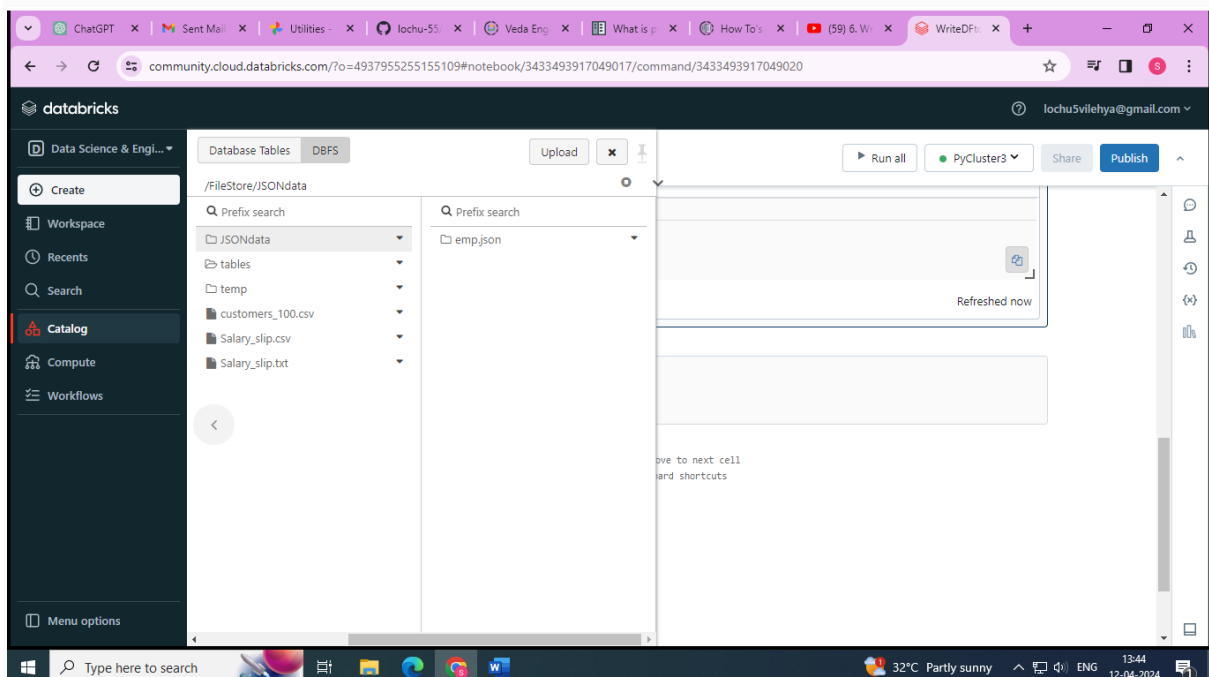 ChatGPT
Sent Mail
Utilities -
lochu-55/
Veda Eng
What is p
How To's
(59) 6. Wr
WriteDFto
community.cloud.databricks.com/?o=4937955255155109#notebook/3433493917049017/command/3433493917049020
S
databricks
lochu5vilehya@gmail.com
D Data Science & Engi...
Database Tables DBFS Upload
Run all PyCluster3 Share Publish
/FileStore/JSONdata
Create
Prefix search Prefix search
Workspace
JSONdata emp.json
Recents
tables
temp
Search
Refreshed now
customers_100.csv
Catalog
Salary_slip.csv
Compute
Salary_slip.txt
Workflows
ove to next cell
ard shortcuts
Menu options
Type here to search
32°C Partly sunny ENG 13:44
12-04-2024